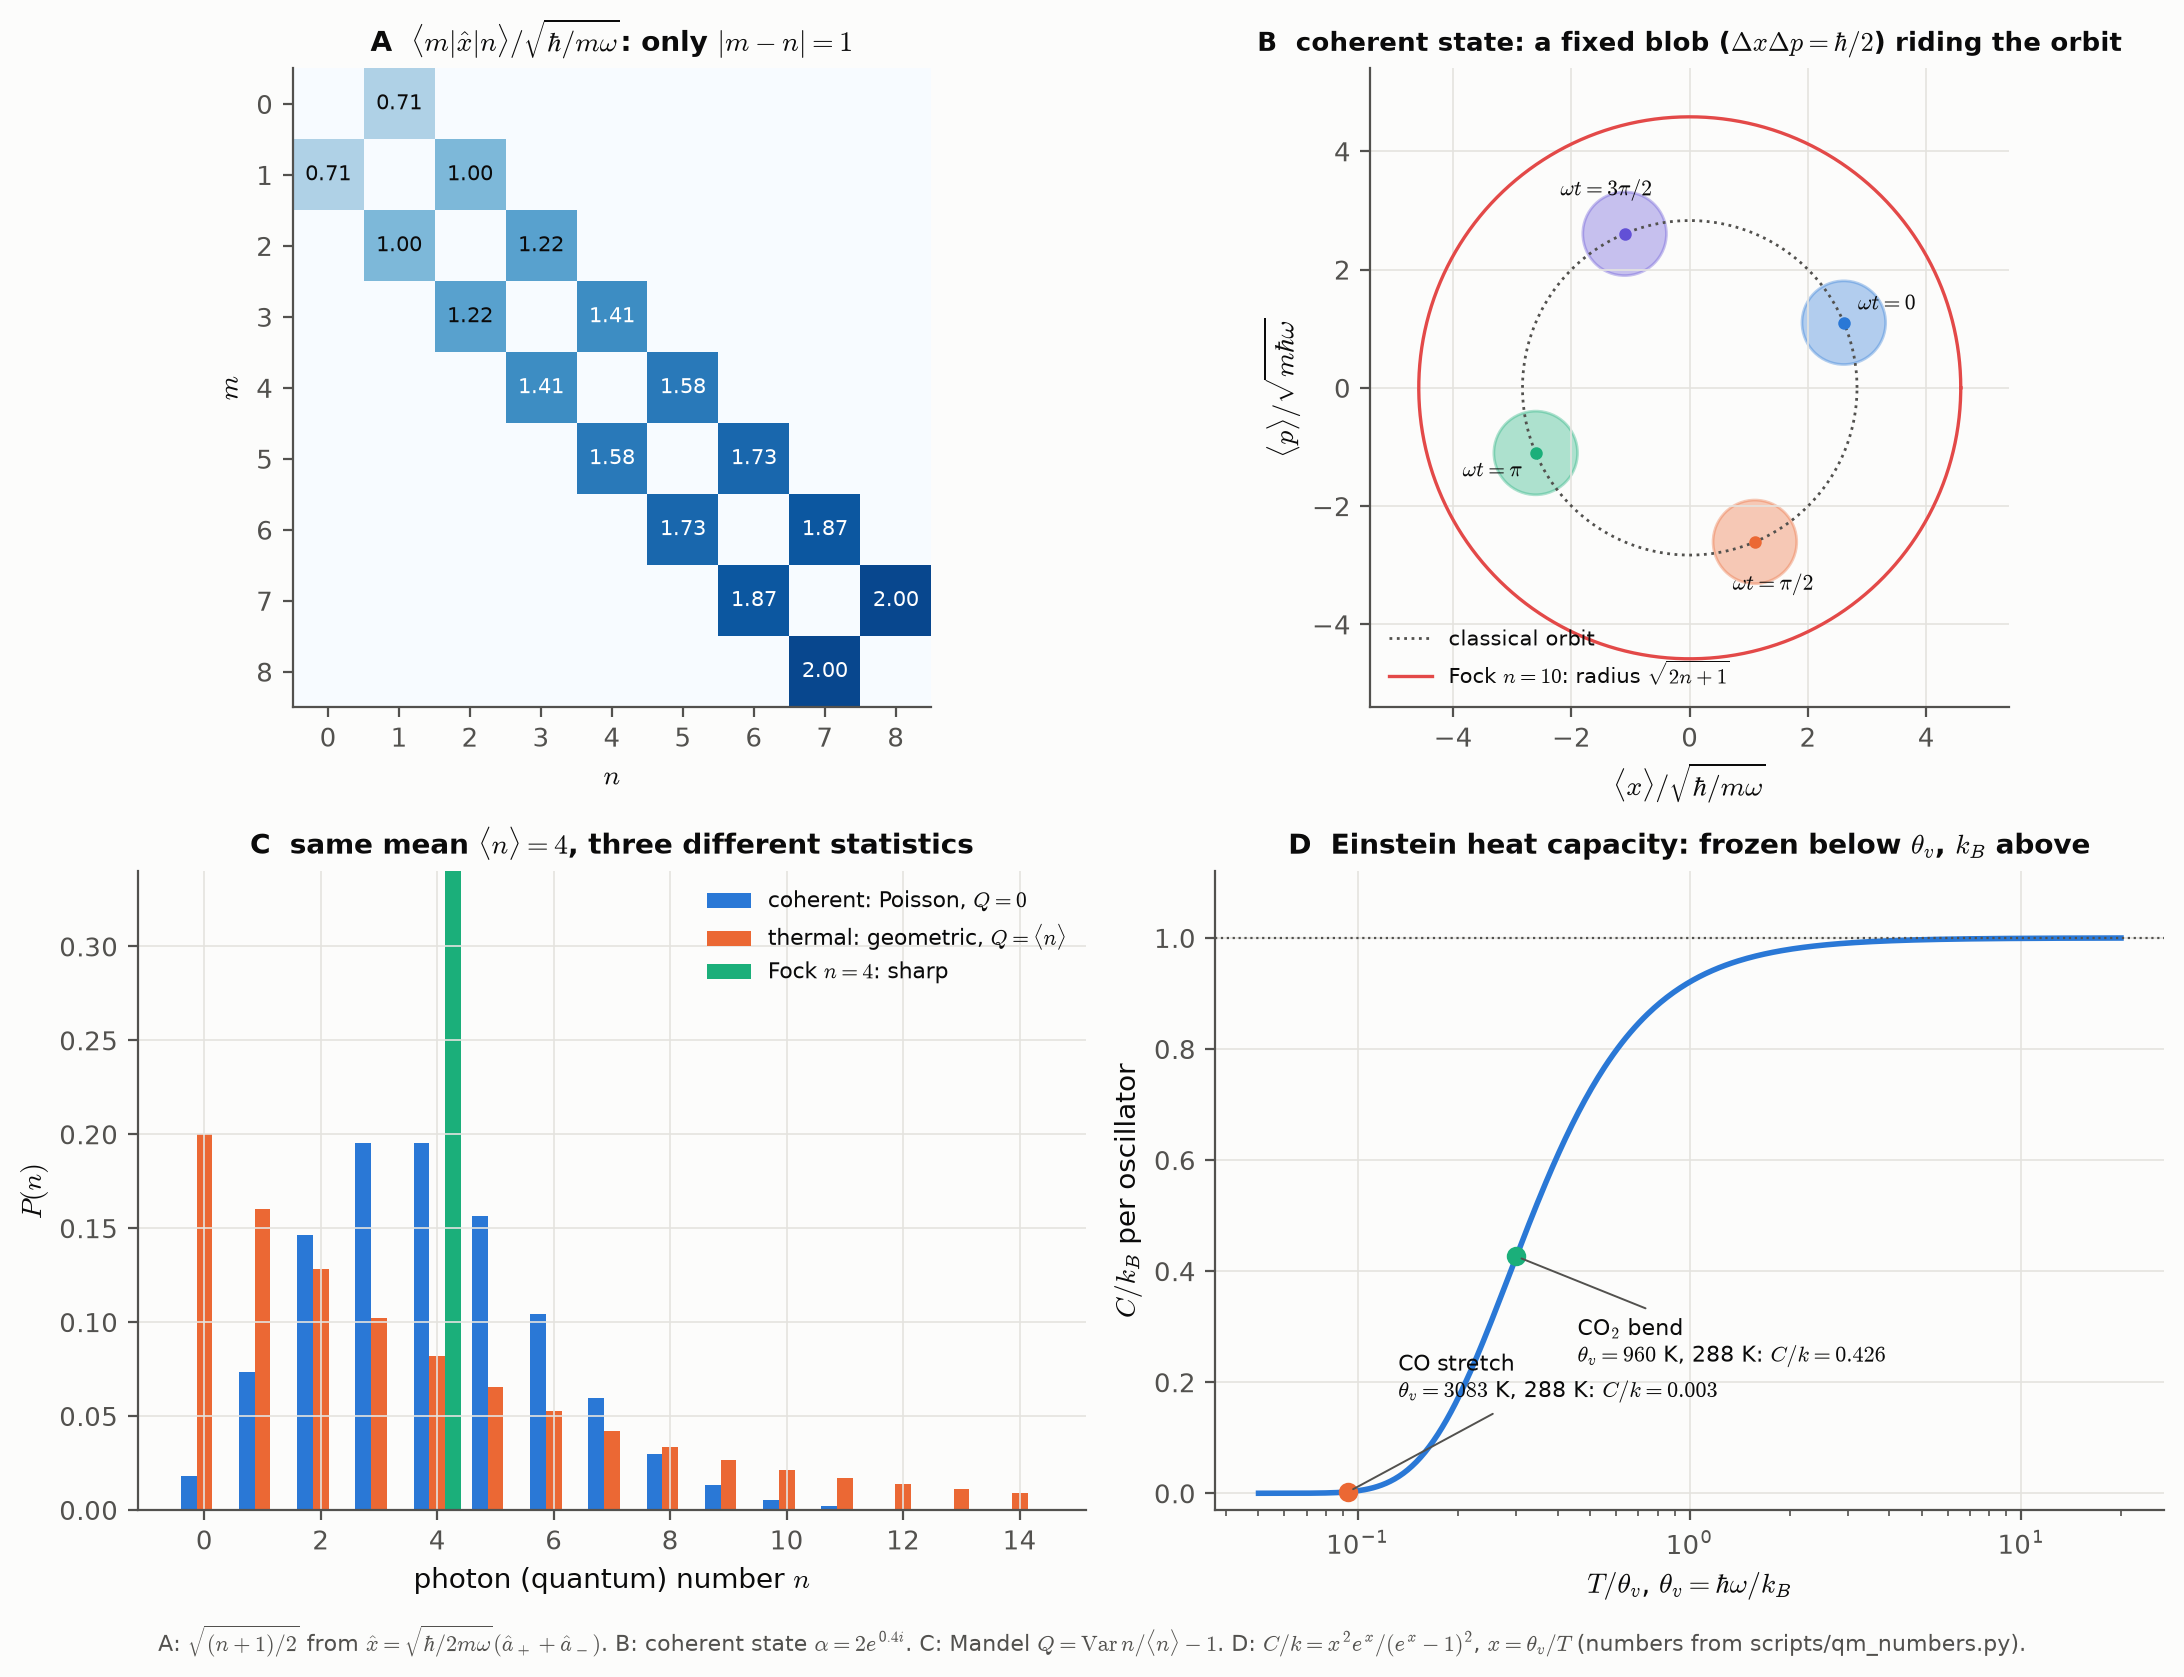 A ⟨m|x̂|n⟩/√ħ/mω: only |m − n| = 1
0.71
0.71 1.00
1.00 1.22
1.22 1.41
1.41 1.58
1.58 1.73
1.73 1.87
1.87 2.00
2.00
0
1
2
3
4
5
6
7
8
m
0 1 2 3 4 5 6 7 8
n
B coherent state: a fixed blob (ΔxΔp = ħ/2) riding the orbit
ωt = 3π/2
ωt = 0
ωt = π
ωt = π/2
classical orbit
Fock n = 10: radius √2n + 1
4
2
0
−2
−4
⟨p⟩/√mħω
−4 −2 0 2 4
⟨x⟩/√ħ/mω
C same mean ⟨n⟩ = 4, three different statistics
coherent: Poisson, Q = 0
thermal: geometric, Q = ⟨n⟩
Fock n = 4: sharp
0.30
0.25
0.20
0.15
0.10
0.05
0.00
P(n)
0 2 4 6 8 10 12 14
photon (quantum) number n
D Einstein heat capacity: frozen below θᵥ, k_B above
CO₂ bend
θᵥ = 960 K, 288 K: C/k = 0.426
CO stretch
θᵥ = 3083 K, 288 K: C/k = 0.003
1.0
0.8
0.6
0.4
0.2
0.0
C/k_B per oscillator
10⁻¹ 10⁰ 10¹
T/θᵥ, θᵥ = ħω/k_B
A: √(n + 1)/2 from x̂ = √ħ/2mω(â₊ + â₋). B: coherent state α = 2e^{0.4i}. C: Mandel Q = Var n/⟨n⟩ − 1. D: C/k = x²eˣ/(eˣ − 1)², x = θᵥ/T (numbers from scripts/qm_numbers.py).